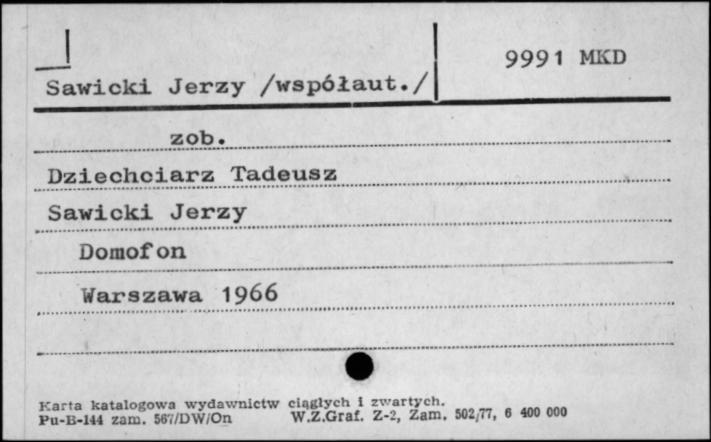 9991 MKD
Sawicki Jerzy /współaut./
zob.
Dziechciarz Tadeusz
Sawicki Jerzy
Domofon
Warszawa 1966
Karta katalogowa wydawnictw ciągłych i zwartych.
Pu-B-144 zam. 567/DW/On W.Z.Graf. Z-2, Zam. 502/77, 6 400 000